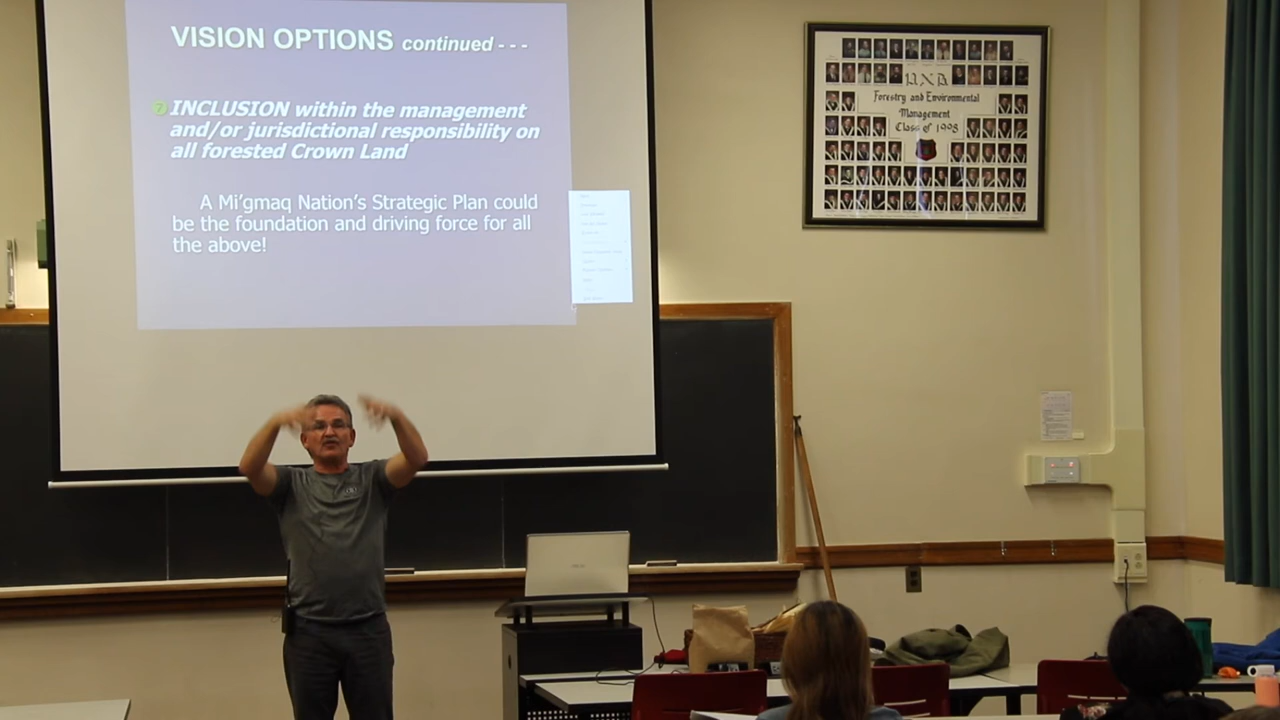 VISION OPTIONS continued - - -
7 INCLUSION within the management
and/or jurisdictional responsibility on
all forested Crown Land
A Mi'gmaq Nation's Strategic Plan could
be the foundation and driving force for all
the above!
U.N.B.
Forestry and Environmental
Management
Class of 1998